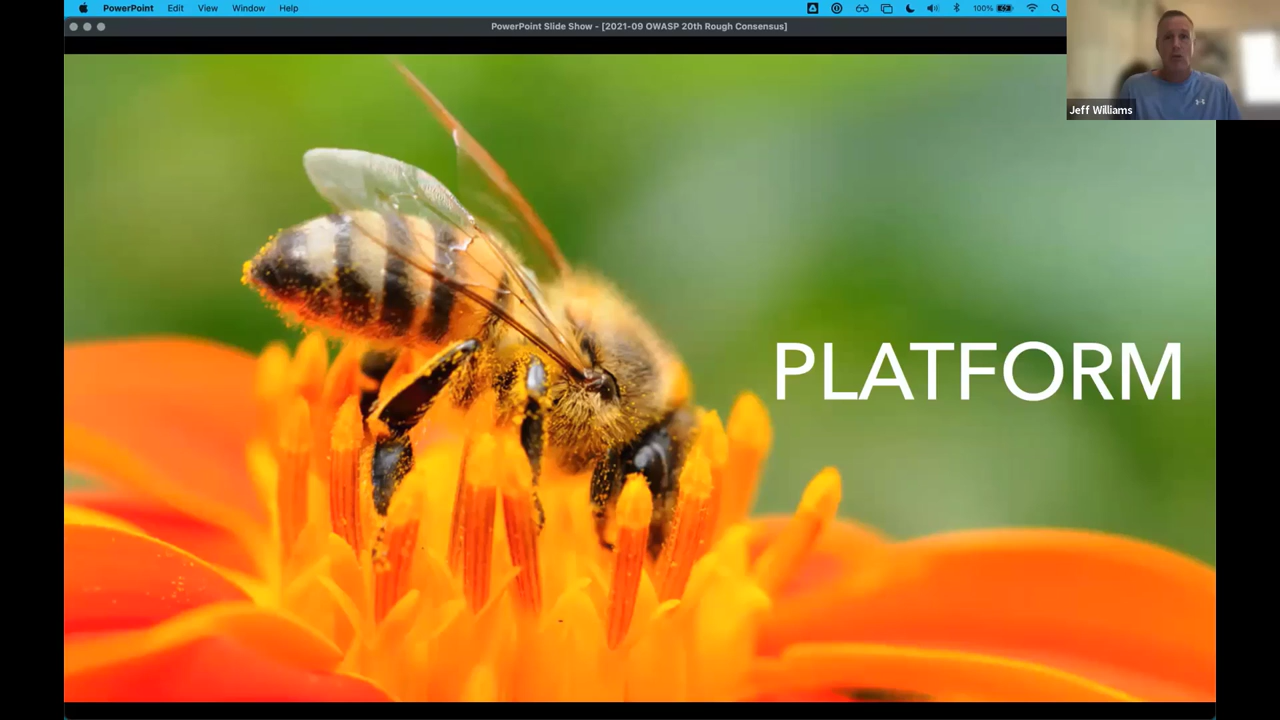 PowerPoint Edit View Window Help 100%
PowerPoint Slide Show - [2021-09 OWASP 20th Rough Consensus]
Jeff Williams
PLATFORM